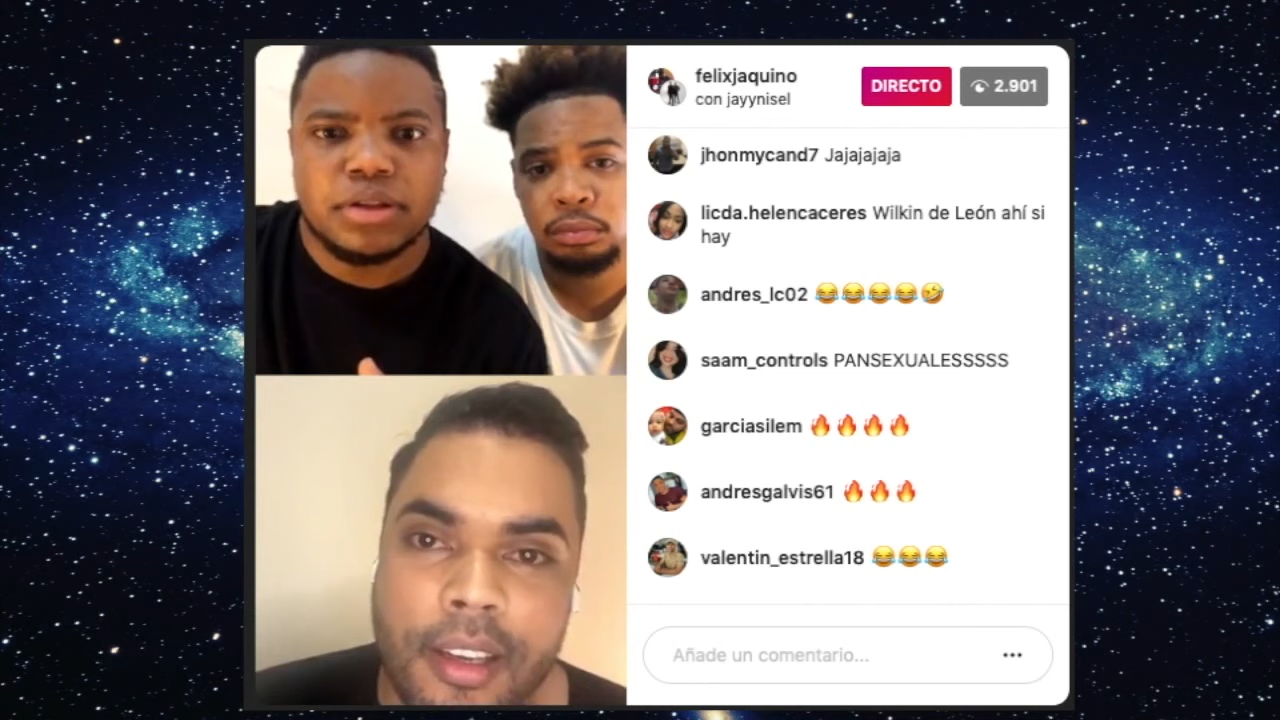 felixjaquino
con jayynisel
DIRECTO
2.901
jhonmycand7 Jajajajaja
licda.helencaceres Wilkin de León ahí si
hay
andres_lc02 😂😂😂😂🤣
saam_controls PANSEXUALESSSSS
garciasilem 🔥🔥🔥🔥
andresgalvis61 🔥🔥🔥
valentin_estrella18 😂😂😂
Añade un comentario...